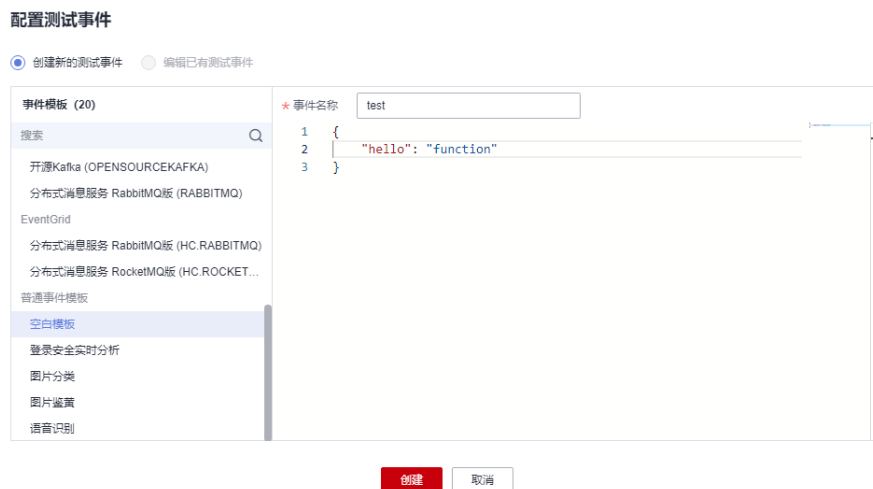 配置测试事件
创建新的测试事件 编辑已有测试事件
事件模板 (20)
搜索
开源Kafka (OPENSOURCEKAFKA)
分布式消息服务 RabbitMQ版 (RABBITMQ)
EventGrid
分布式消息服务 RabbitMQ版 (HC.RABBITMQ)
分布式消息服务 RocketMQ版 (HC.ROCKET...
普通事件模板
空白模板
登录安全实时分析
图片分类
图片鉴黄
语音识别
* 事件名称 test
1 {
2 "hello": "function"
3 }
创建 取消